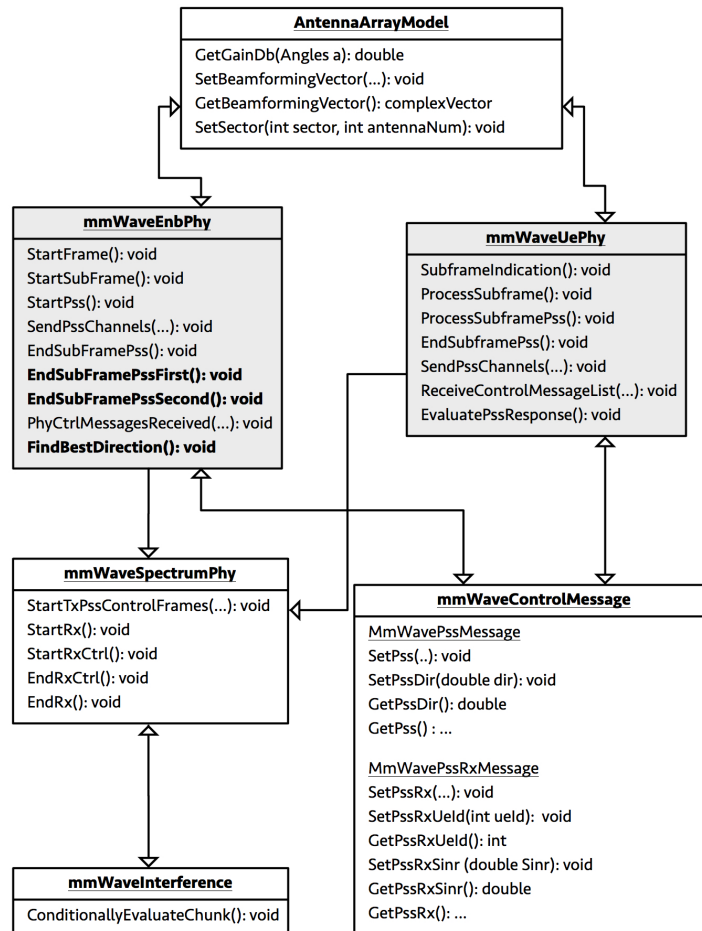 AntennaArrayModel
GetGainDb(Angles a): double
SetBeamformingVector(...): void
GetBeamformingVector(): complexVector
SetSector(int sector, int antennaNum): void
mmWaveEnbPhy
StartFrame(): void
StartSubFrame(): void
StartPss(): void
SendPssChannels(...): void
EndSubFramePss(): void
EndSubFramePssFirst(): void
EndSubFramePssSecond(): void
PhyCtrlMessagesReceived(...): void
FindBestDirection(): void
mmWaveUePhy
SubframeIndication(): void
ProcessSubframe(): void
ProcessSubframePss(): void
EndSubframePss(): void
SendPssChannels(...): void
ReceiveControlMessageList(...): void
EvaluatePssResponse(): void
mmWaveSpectrumPhy
StartTxPssControlFrames(...): void
StartRx(): void
StartRxCtrl(): void
EndRxCtrl(): void
EndRx(): void
mmWaveControlMessage
MmWavePssMessage
SetPss(..): void
SetPssDir(double dir): void
GetPssDir(): double
GetPss() : ...
MmWavePssRxMessage
SetPssRx(...): void
SetPssRxUeId(int ueId): void
GetPssRxUeId(): int
SetPssRxSinr (double Sinr): void
GetPssRxSinr(): double
GetPssRx(): ...
mmWaveInterference
ConditionallyEvaluateChunk(): void